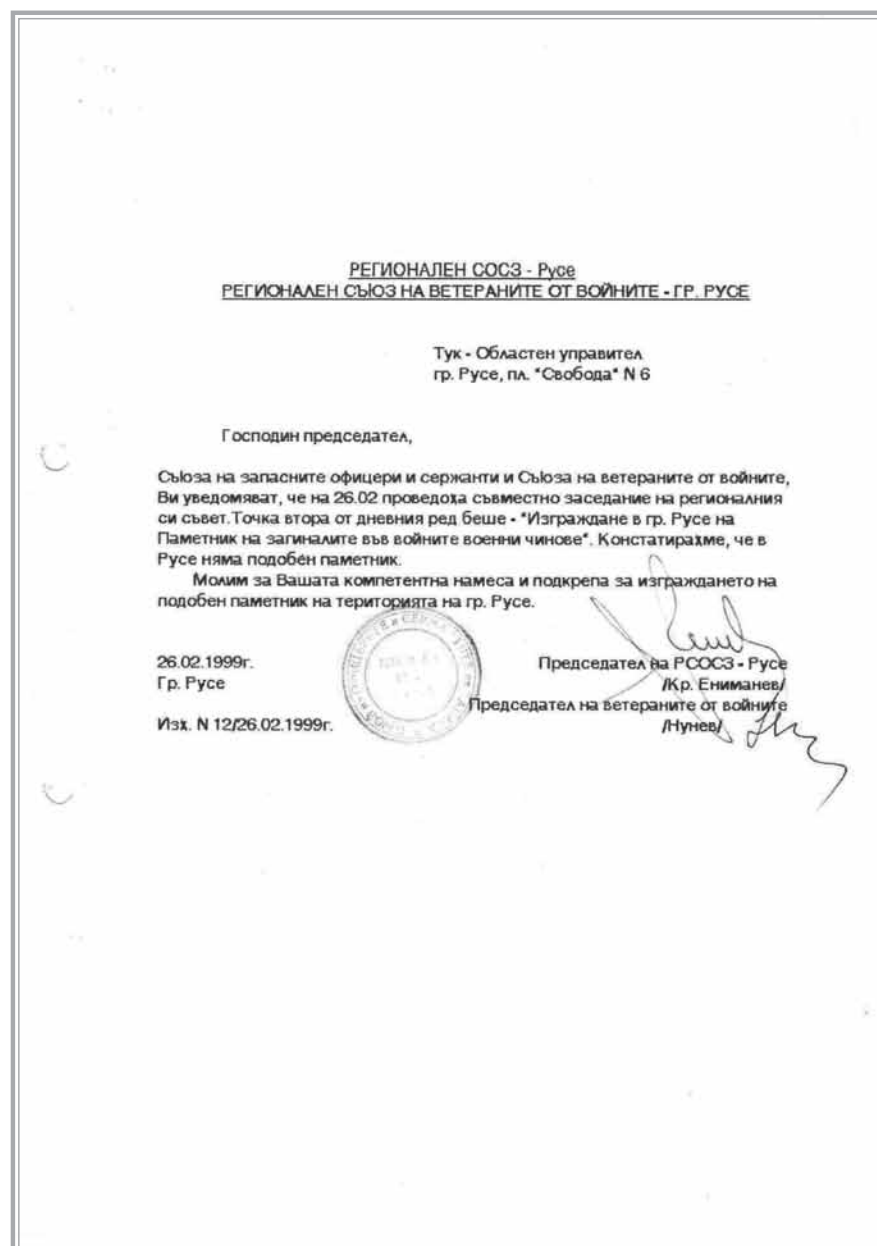 РЕГИОНАЛЕН СОСЗ - Русе
РЕГИОНАЛЕН СЪЮЗ НА ВЕТЕРАНИТЕ ОТ ВОЙНИТЕ - ГР. РУСЕ
Тук - Областен управител
гр. Русе, пл. "Свобода" N 6
Господин председател,
Съюза на запасните офицери и сержанти и Съюза на ветераните от войните,
Ви уведомяват, че на 26.02 проведоха съвместно заседание на регионалния
си съвет.Точка втора от дневния ред беше - "Изграждане в гр. Русе на
Паметник на загиналите във войните военни чинове". Констатирахме, че в
Русе няма подобен паметник.
Молим за Вашата компетентна намеса и подкрепа за изграждането на
подобен паметник на територията на гр. Русе.
26.02.1999г.
Гр. Русе
Изх. N 12/26.02.1999г.
Председател на РСОСЗ - Русе
/Кр. Ениманев/
Председател на ветераните от войните
/Нунев/